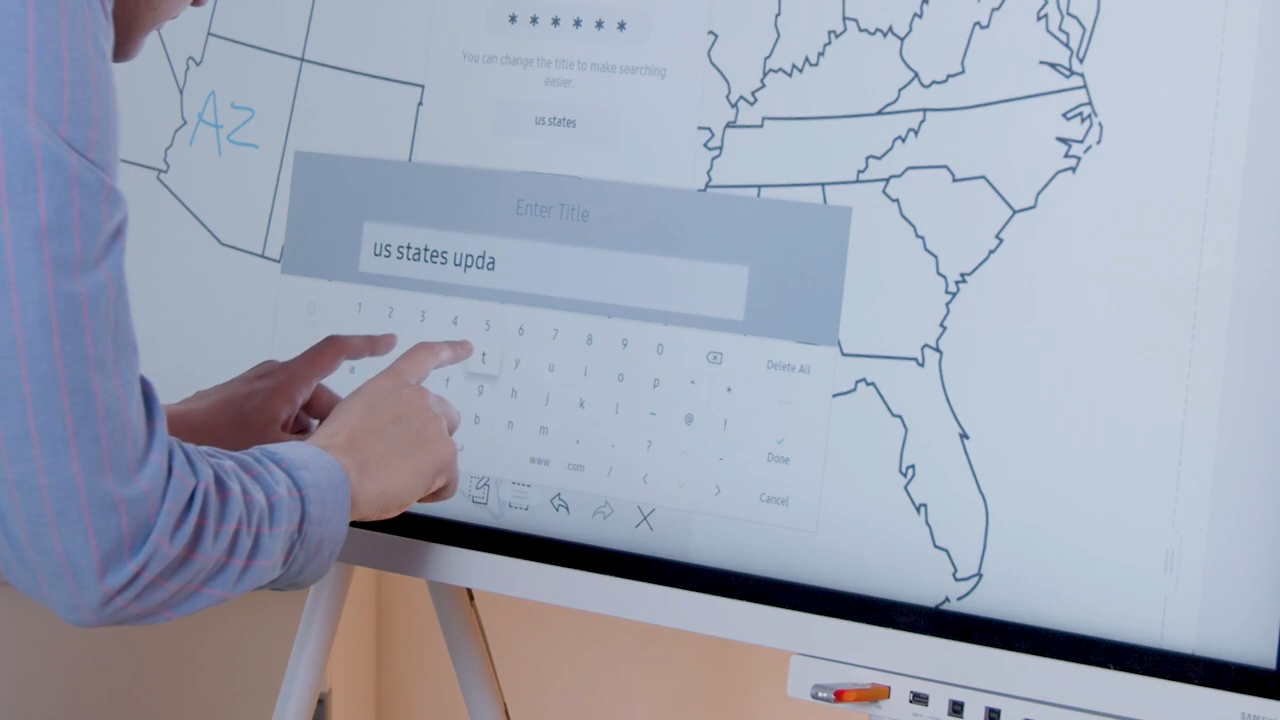 * * * * * *
You can change the title to make searching
easier.
us states
AZ
Enter Title
us states upda
1 2 3 4 5 6 7 8 9 0 Delete All
t y u i o p ^ *
a f g h j k l ~ @ !
b n m , . ? - Done
www .com / < > Cancel